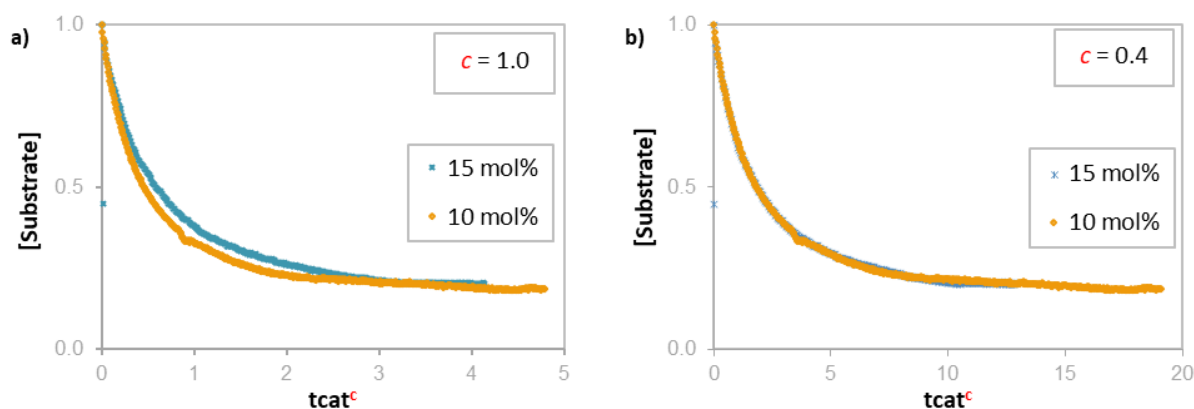 a)
1.0
0.5
0.0
[Substrate]
c = 1.0
15 mol%
10 mol%
0 1 2 3 4 5
tcatᶜ
b)
1.0
0.5
0.0
[Substrate]
c = 0.4
15 mol%
10 mol%
0 5 10 15 20
tcatᶜ